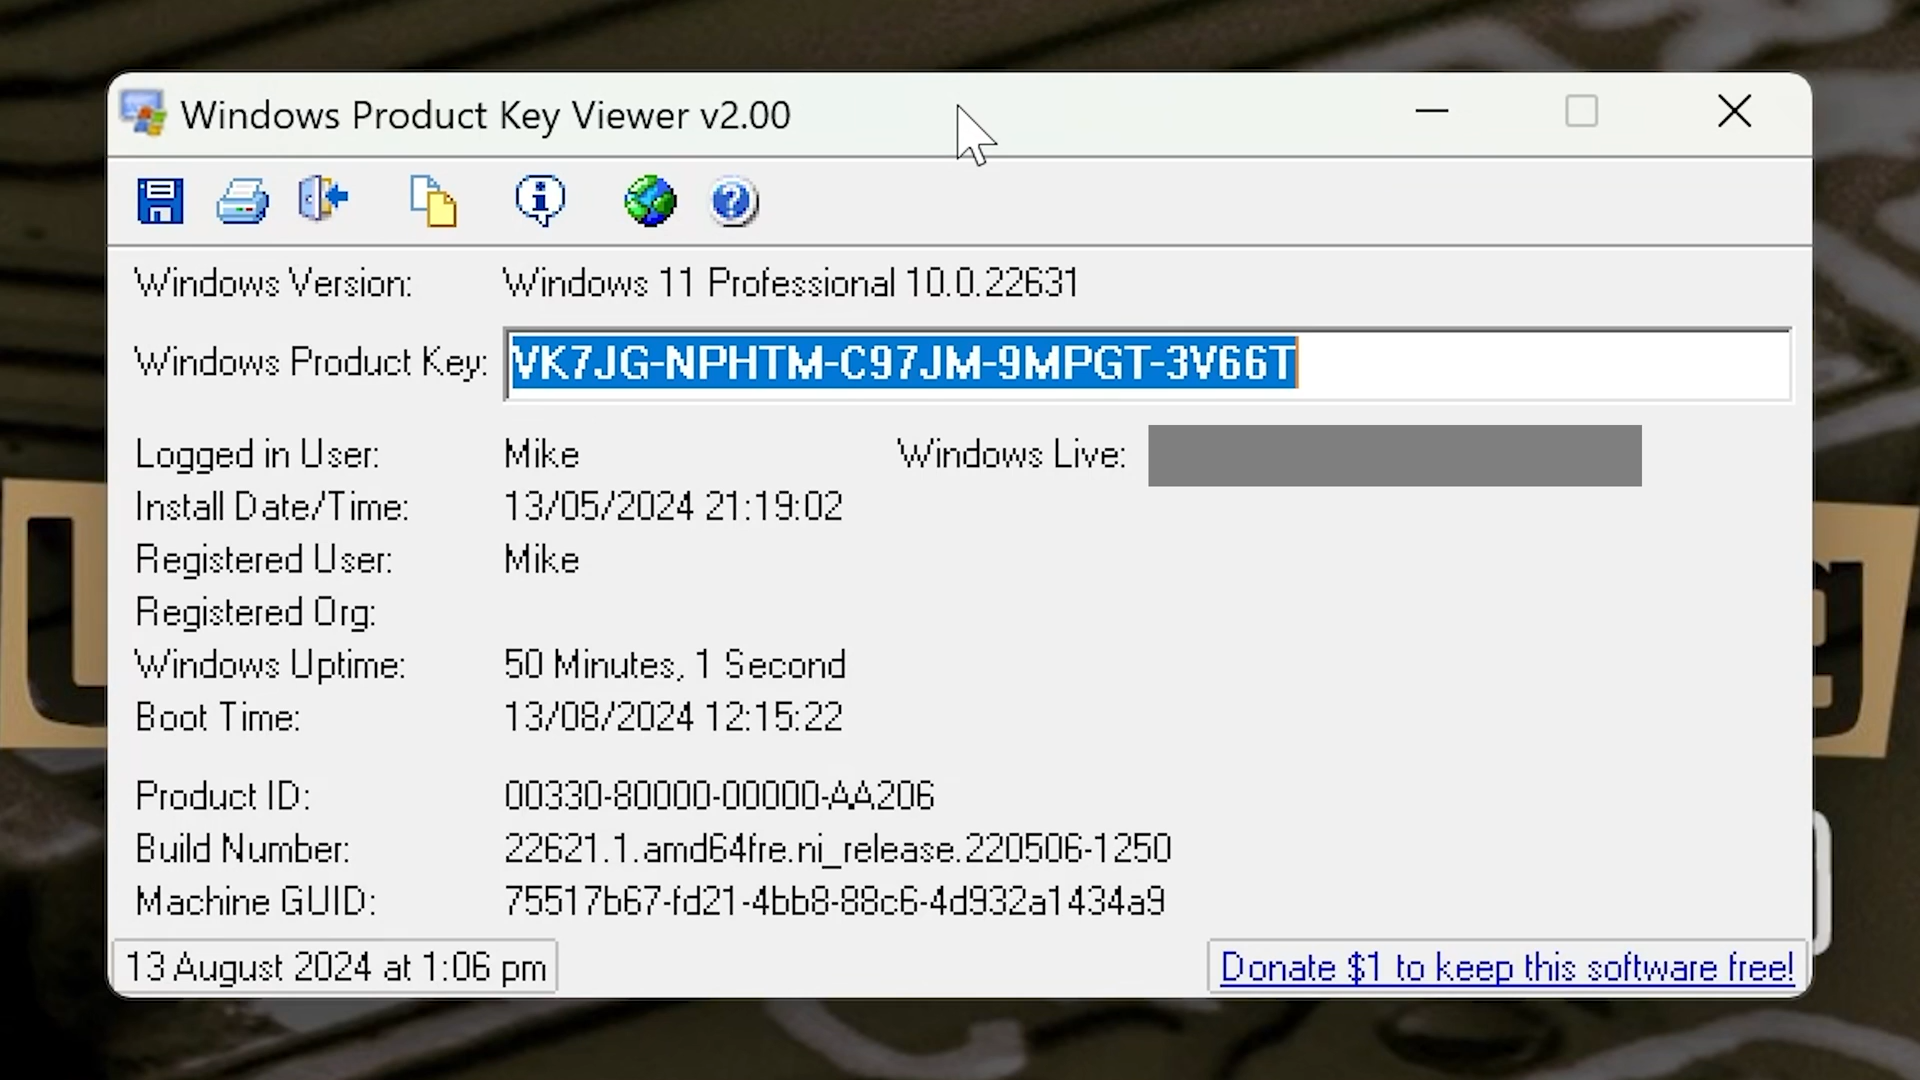 Windows Product Key Viewer v2.00
Windows Version: Windows 11 Professional 10.0.22631
Windows Product Key: VK7JG-NPHTM-C97JM-9MPGT-3V66T
Logged in User: Mike Windows Live:
Install Date/Time: 13/05/2024 21:19:02
Registered User: Mike
Registered Org:
Windows Uptime: 50 Minutes, 1 Second
Boot Time: 13/08/2024 12:15:22
Product ID: 00330-80000-00000-AA206
Build Number: 22621.1.amd64fre.ni_release.220506-1250
Machine GUID: 75517b67-fd21-4bb8-88c6-4d932a1434a9
13 August 2024 at 1:06 pm Donate $1 to keep this software free!